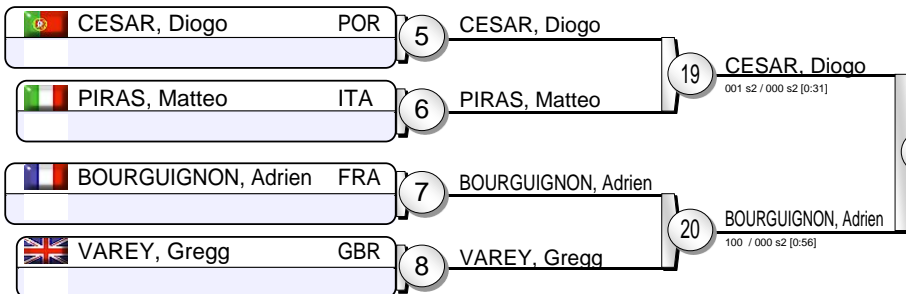 CESAR, Diogo POR
5
CESAR, Diogo
19
CESAR, Diogo
001 s2 / 000 s2 [0:31]
PIRAS, Matteo ITA
6
PIRAS, Matteo
BOURGUIGNON, Adrien FRA
7
BOURGUIGNON, Adrien
20
BOURGUIGNON, Adrien
100 / 000 s2 [0:56]
VAREY, Gregg GBR
8
VAREY, Gregg